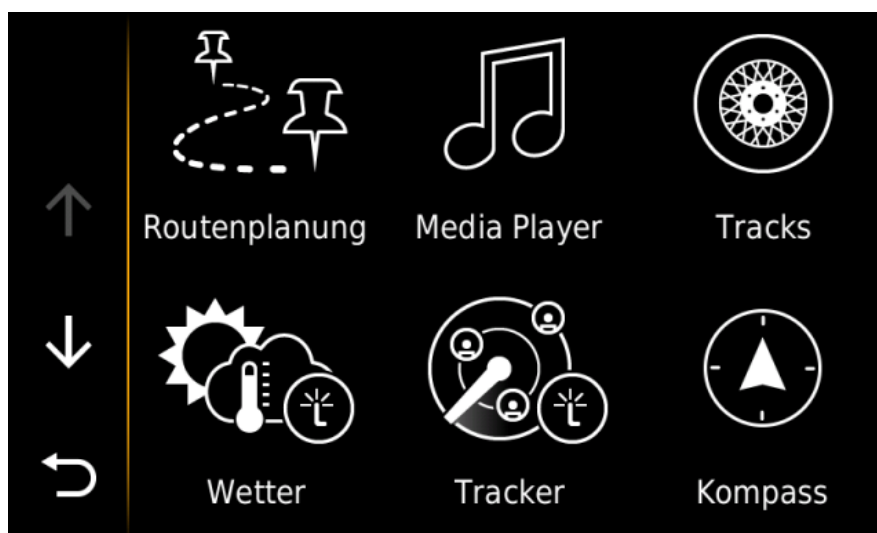 Routenplanung
Media Player
Tracks
Wetter
Tracker
Kompass